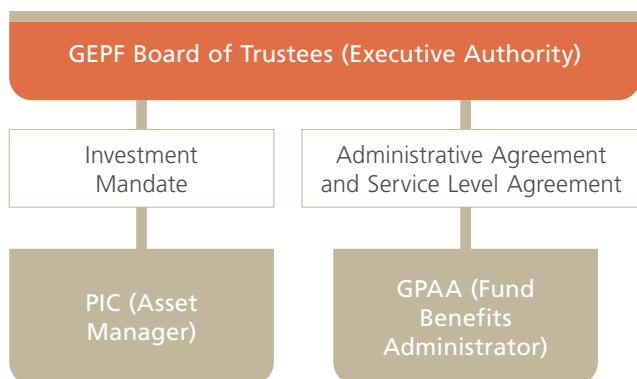 GEPF Board of Trustees (Executive Authority)
Investment
Mandate
Administrative Agreement
and Service Level Agreement
PIC (Asset
Manager)
GPAA (Fund
Benefits
Administrator)